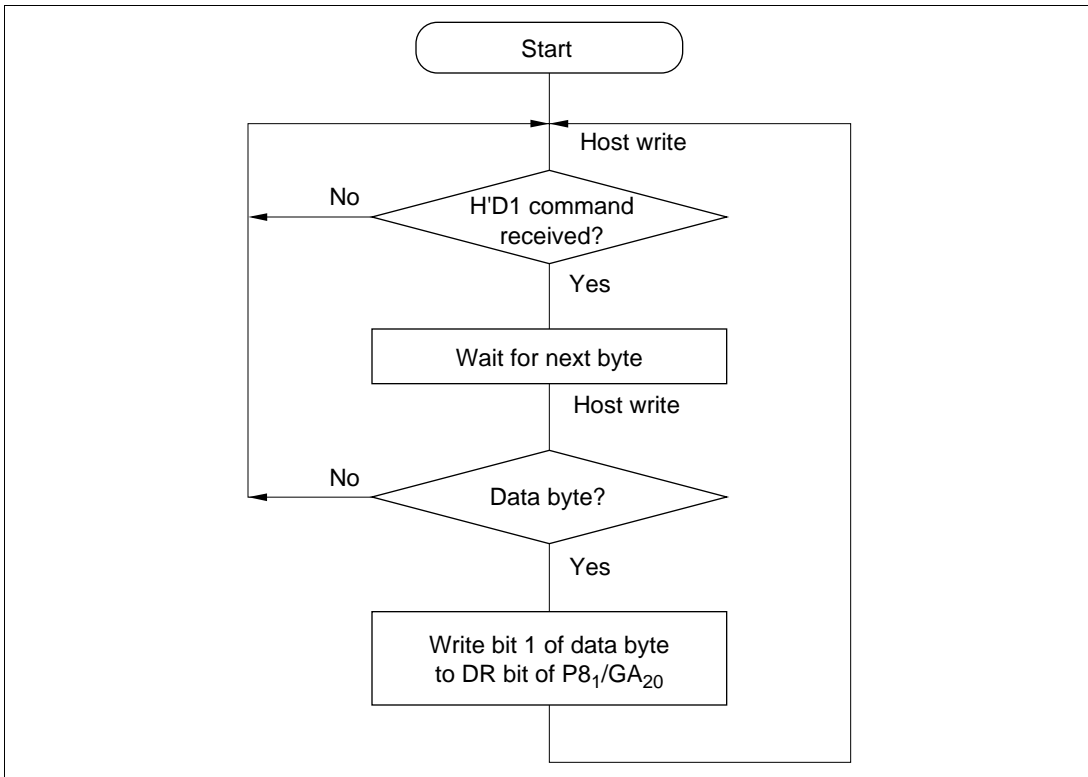 Start
Host write
No
H'D1 command
received?
Yes
Wait for next byte
Host write
No
Data byte?
Yes
Write bit 1 of data byte
to DR bit of P8₁/GA₂₀